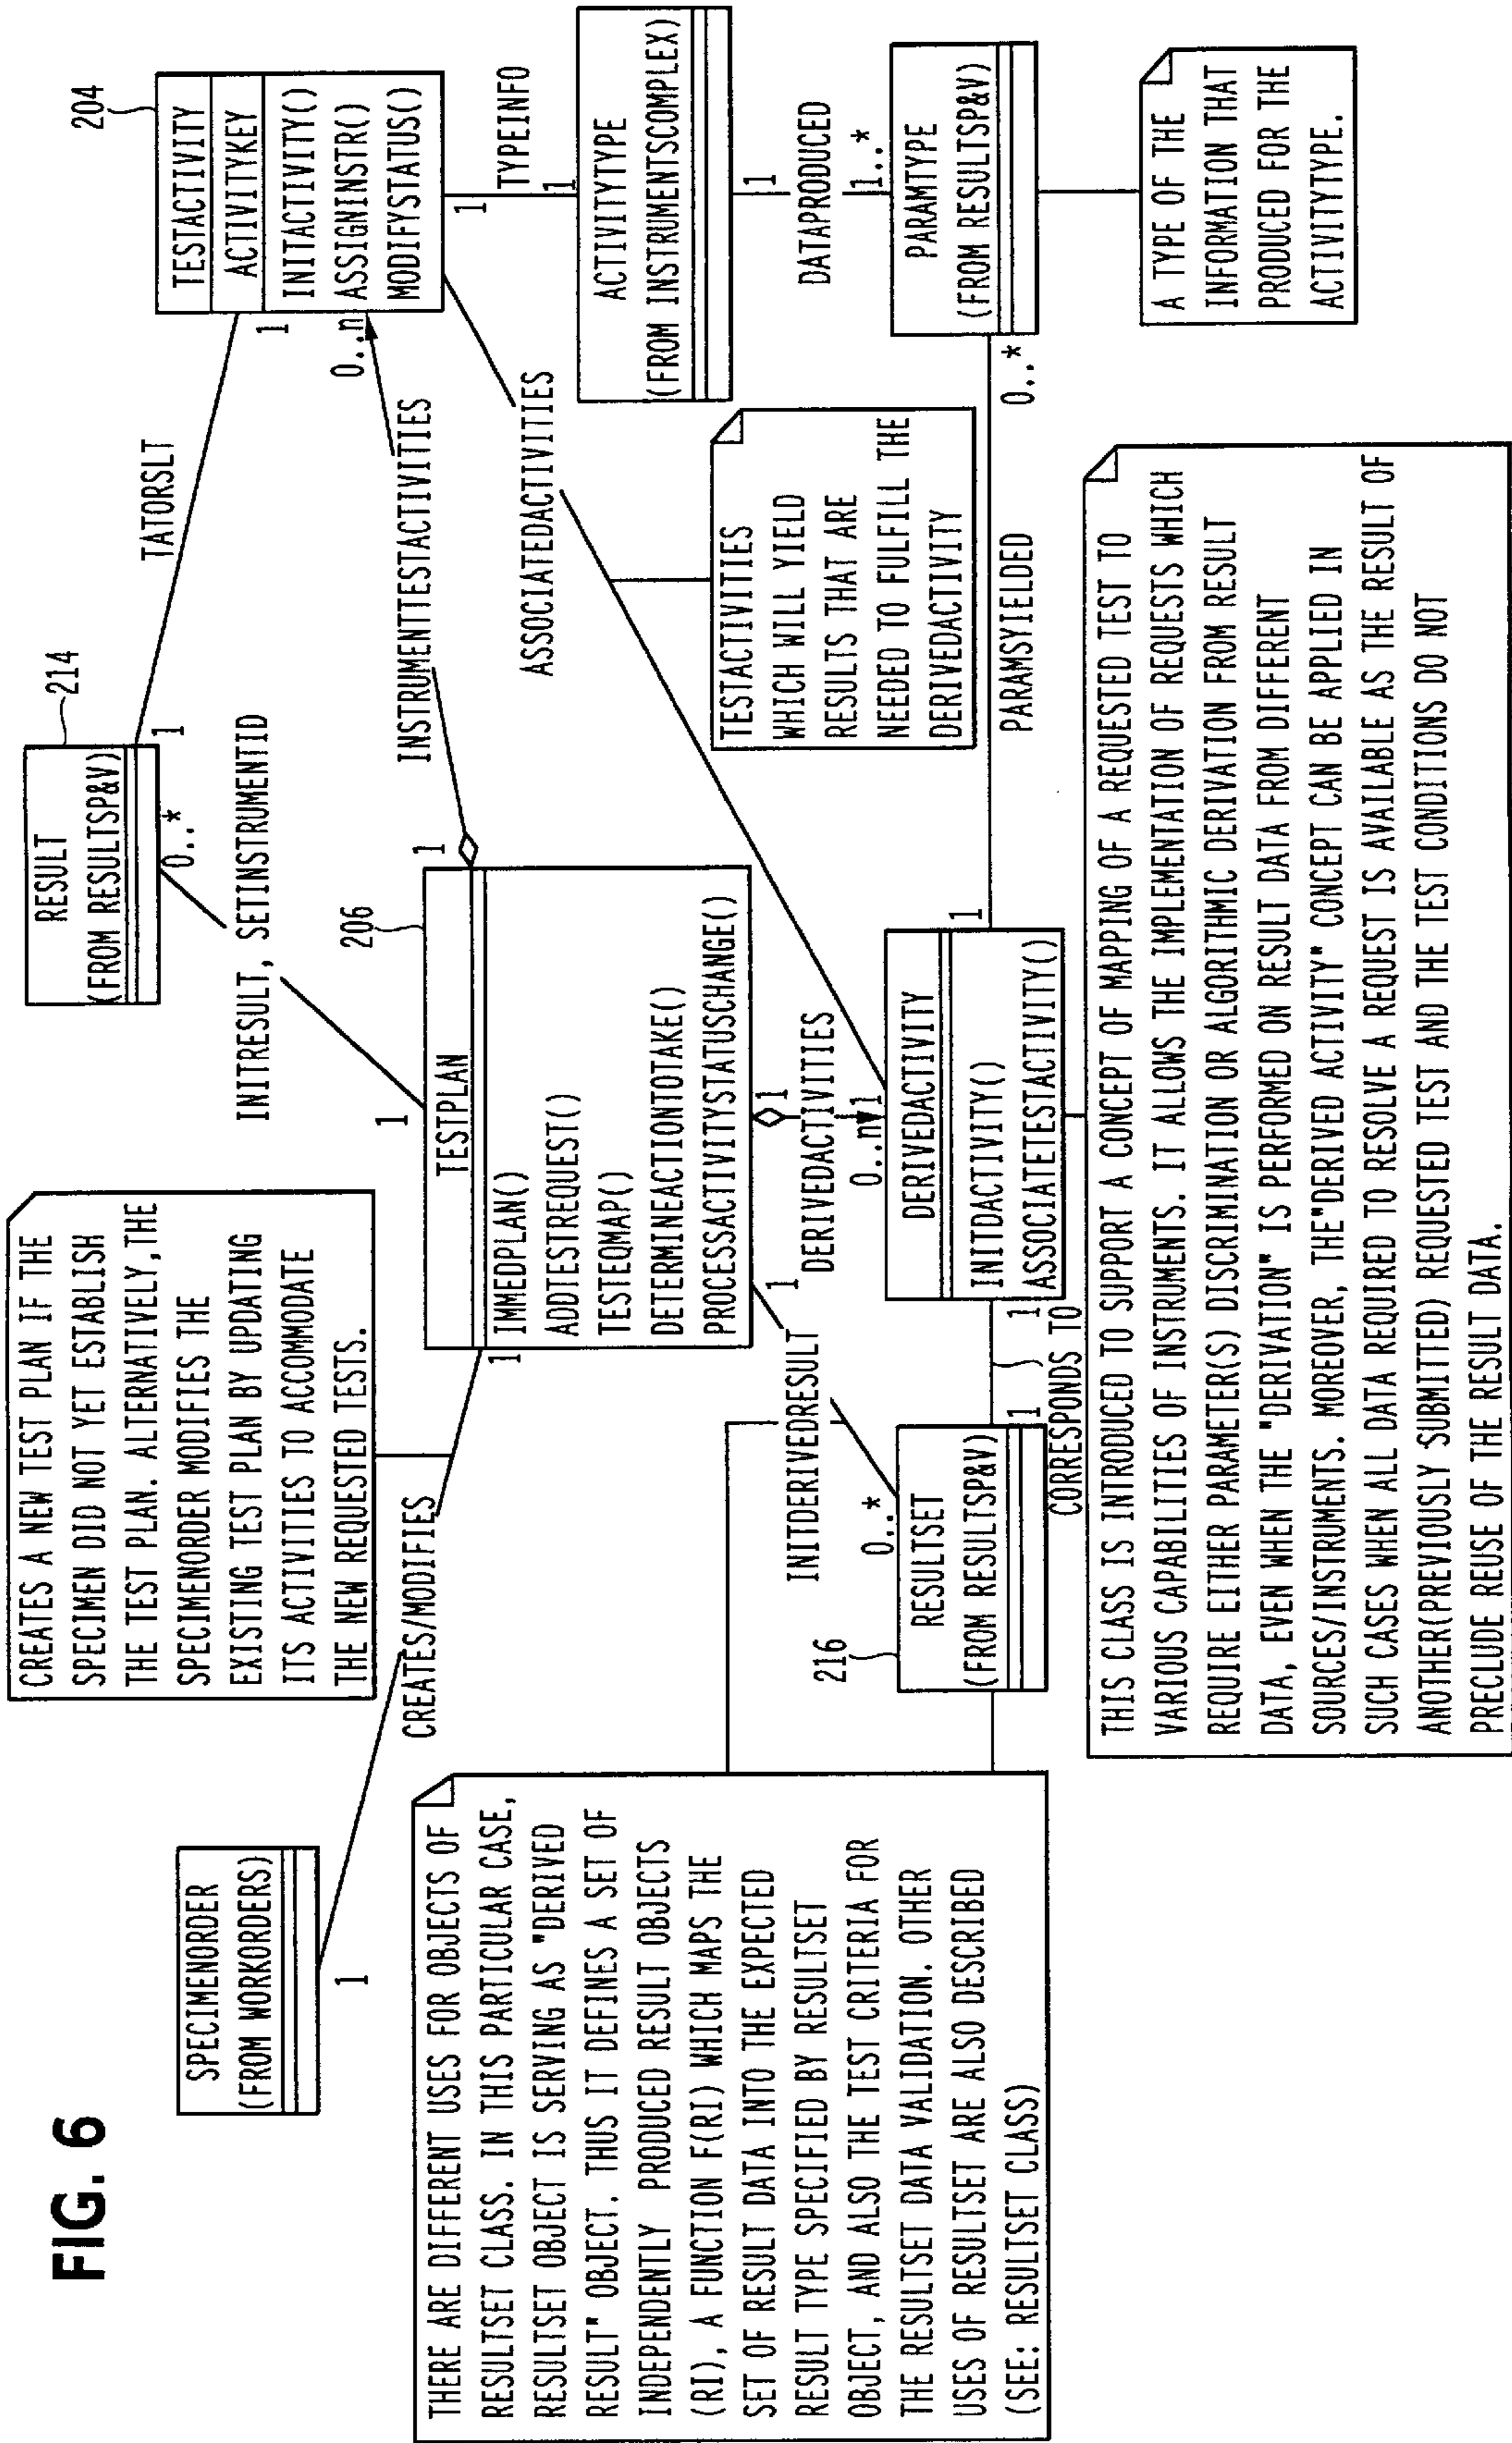 FIG. 6
SPECIMENORDER
(FROM WORKORDERS)
1
CREATES/MODIFIES
1
CREATES A NEW TEST PLAN IF THE
SPECIMEN DID NOT YET ESTABLISH
THE TEST PLAN. ALTERNATIVELY,THE
SPECIMENORDER MODIFIES THE
EXISTING TEST PLAN BY UPDATING
ITS ACTIVITIES TO ACCOMMODATE
THE NEW REQUESTED TESTS.
RESULT
(FROM RESULTSP&V)
214
0..*
1
INITRESULT, SETINSTRUMENTID
1
TATORSLT
1
204
TESTACTIVITY
ACTIVITYKEY
INITACTIVITY()
ASSIGNINSTR()
MODIFYSTATUS()
0..n
INSTRUMENTTESTACTIVITIES
1
206
TESTPLAN
IMMEDPLAN()
ADDTESTREQUEST()
TESTEQMAP()
DETERMINEACTIONTOTAKE()
PROCESSACTIVITYSTATUSCHANGE()
ASSOCIATEDACTIVITIES
1
TYPEINFO
1
ACTIVITYTYPE
(FROM INSTRUMENTSCOMPLEX)
1
DATAPRODUCED
1..*
PARAMTYPE
(FROM RESULTSP&V)
0..*
A TYPE OF THE
INFORMATION THAT
PRODUCED FOR THE
ACTIVITYTYPE.
TESTACTIVITIES
WHICH WILL YIELD
RESULTS THAT ARE
NEEDED TO FULFILL THE
DERIVEDACTIVITY
PARAMSYIELDED
1
1
DERIVEDACTIVITIES
0..n
1
DERIVEDACTIVITY
INITDACTIVITY()
ASSOCIATETESTACTIVITY()
1
INITDERIVEDRESULT
0..*
216
RESULTSET
(FROM RESULTSP&V)
1
1
CORRESPONDS TO
THERE ARE DIFFERENT USES FOR OBJECTS OF
RESULTSET CLASS. IN THIS PARTICULAR CASE,
RESULTSET OBJECT IS SERVING AS "DERIVED
RESULT" OBJECT. THUS IT DEFINES A SET OF
INDEPENDENTLY PRODUCED RESULT OBJECTS
(RI), A FUNCTION F(RI) WHICH MAPS THE
SET OF RESULT DATA INTO THE EXPECTED
RESULT TYPE SPECIFIED BY RESULTSET
OBJECT, AND ALSO THE TEST CRITERIA FOR
THE RESULTSET DATA VALIDATION. OTHER
USES OF RESULTSET ARE ALSO DESCRIBED
(SEE: RESULTSET CLASS)
THIS CLASS IS INTRODUCED TO SUPPORT A CONCEPT OF MAPPING OF A REQUESTED TEST TO
VARIOUS CAPABILITIES OF INSTRUMENTS. IT ALLOWS THE IMPLEMENTATION OF REQUESTS WHICH
REQUIRE EITHER PARAMETER(S) DISCRIMINATION OR ALGORITHMIC DERIVATION FROM RESULT
DATA, EVEN WHEN THE "DERIVATION" IS PERFORMED ON RESULT DATA FROM DIFFERENT
SOURCES/INSTRUMENTS. MOREOVER, THE"DERIVED ACTIVITY" CONCEPT CAN BE APPLIED IN
SUCH CASES WHEN ALL DATA REQUIRED TO RESOLVE A REQUEST IS AVAILABLE AS THE RESULT OF
ANOTHER(PREVIOUSLY SUBMITTED) REQUESTED TEST AND THE TEST CONDITIONS DO NOT
PRECLUDE REUSE OF THE RESULT DATA.